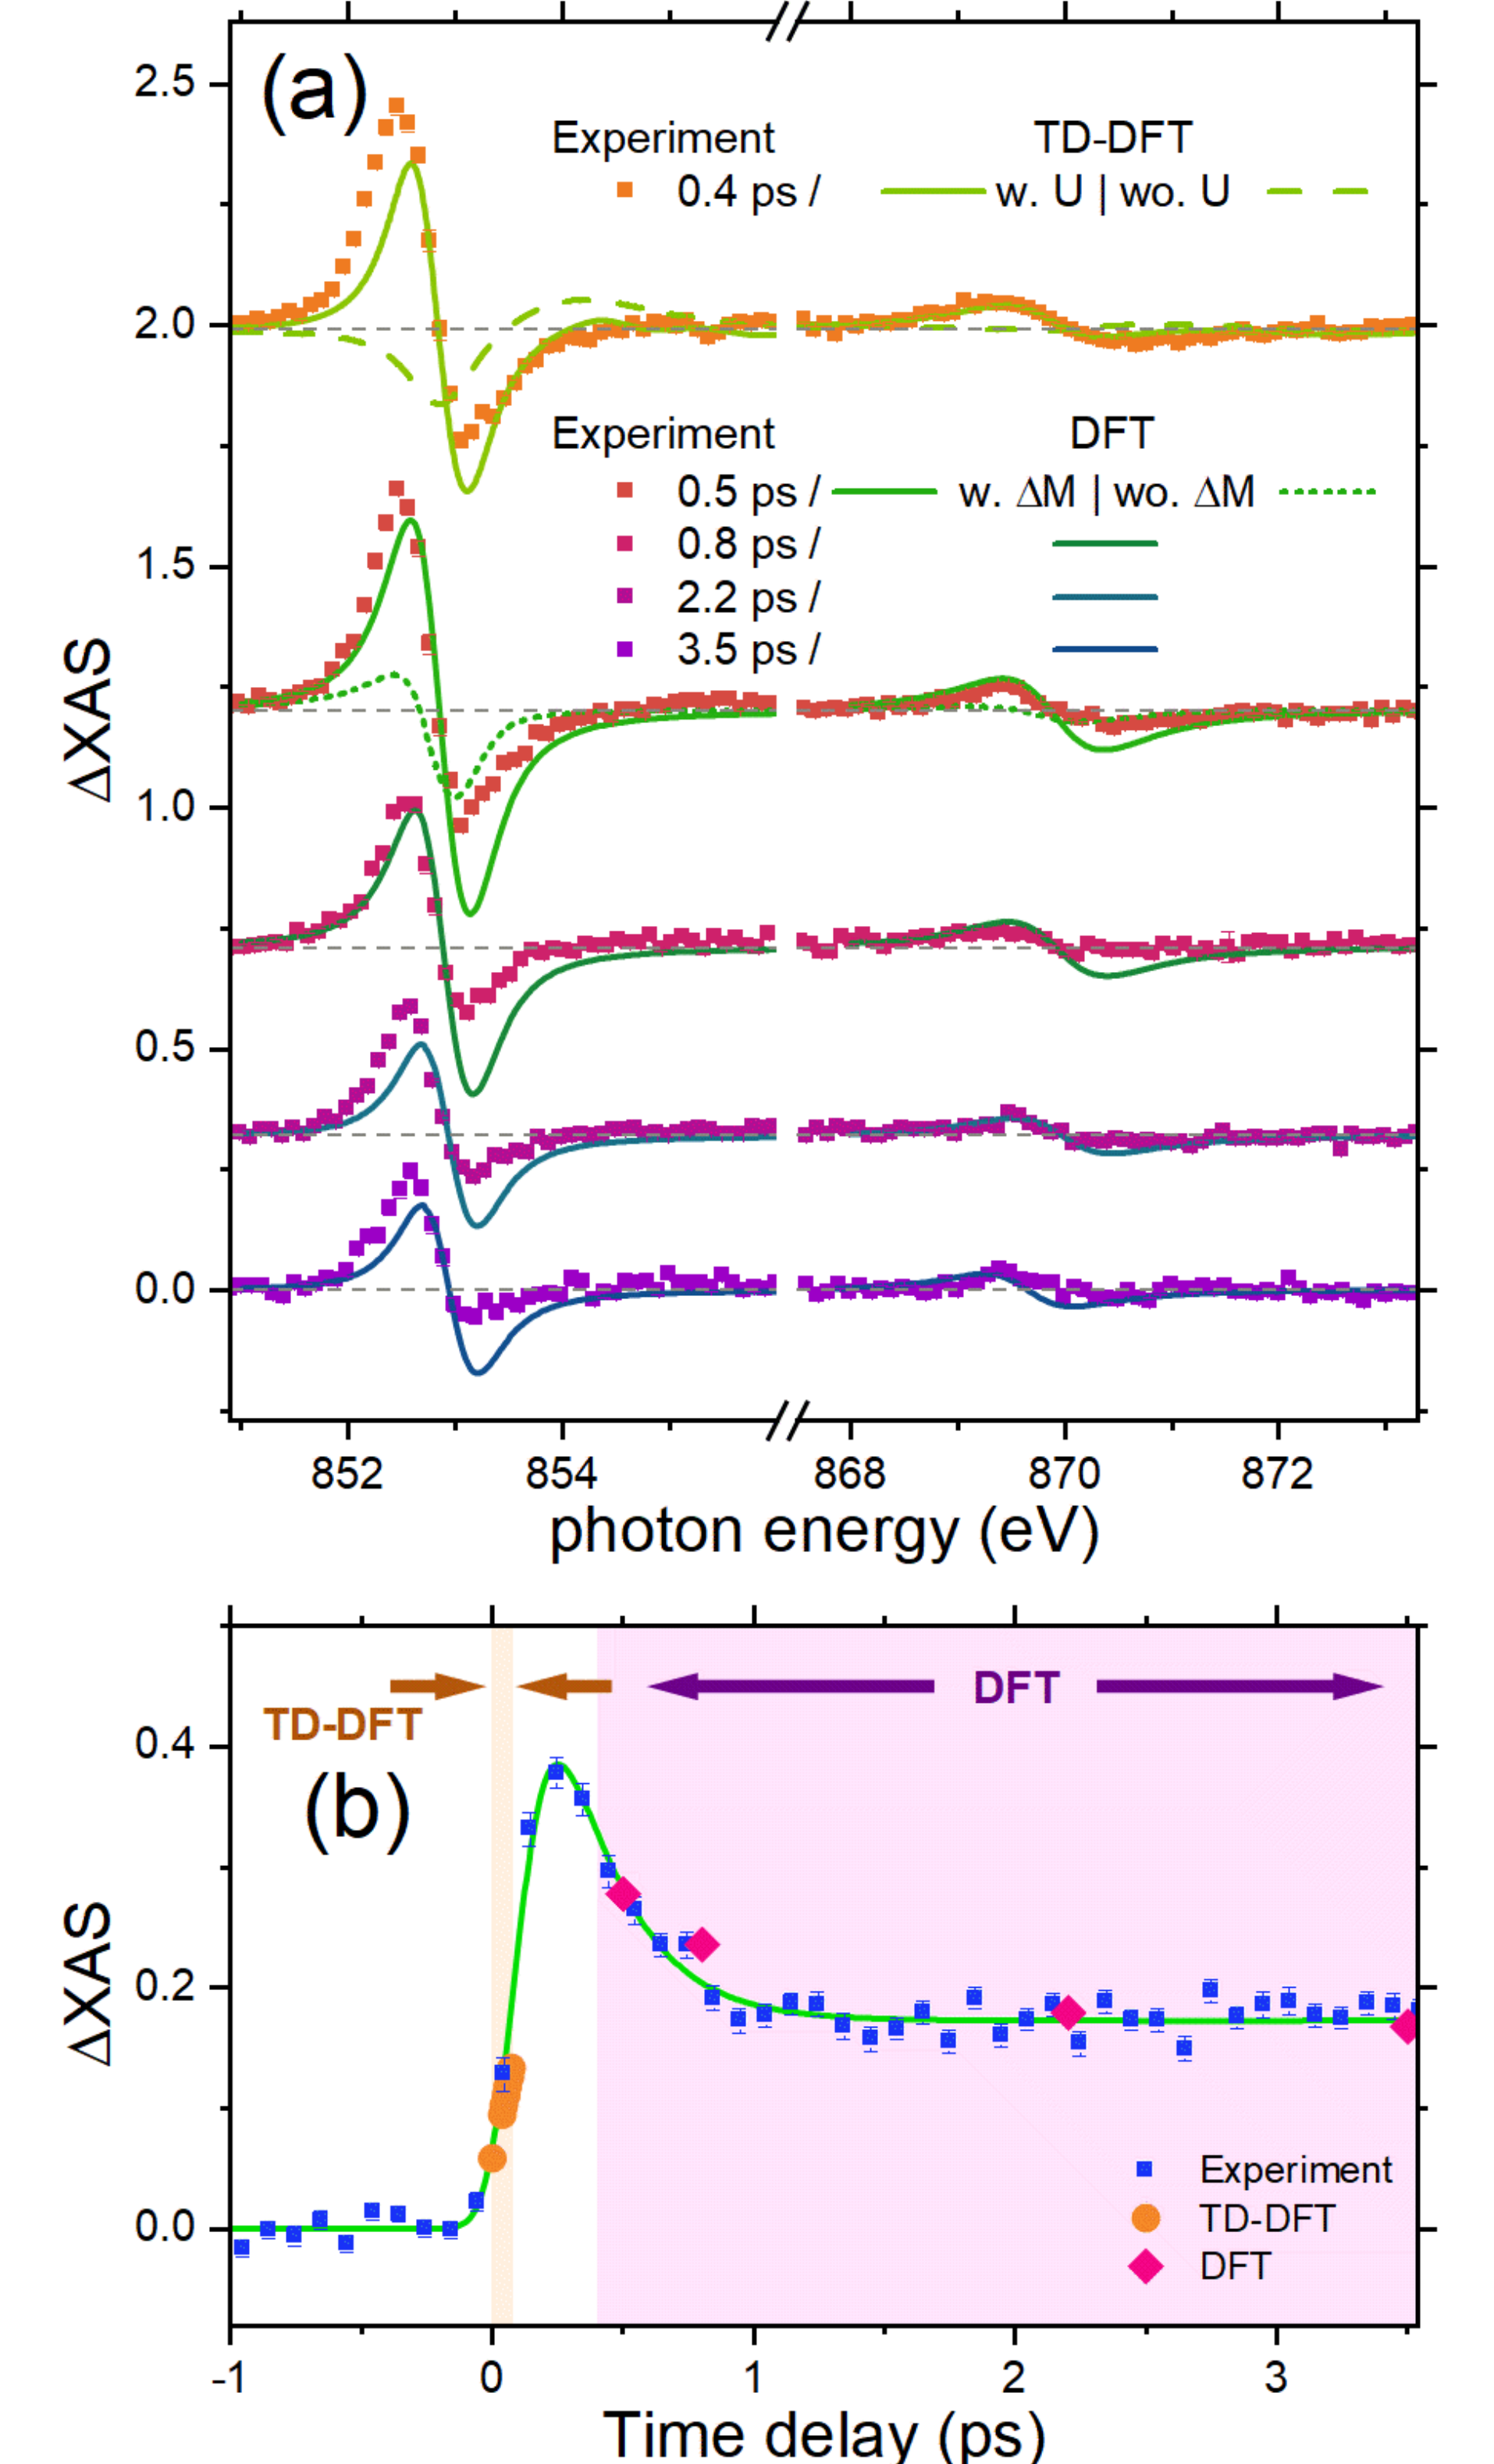 (a)
2.5
2.0
1.5
1.0
0.5
0.0
ΔXAS
Experiment TD-DFT
0.4 ps / w. U | wo. U
Experiment DFT
0.5 ps / w. ΔM | wo. ΔM
0.8 ps /
2.2 ps /
3.5 ps /
852 854 868 870 872
photon energy (eV)
(b)
TD-DFT
DFT
0.4
0.2
0.0
ΔXAS
Experiment
TD-DFT
DFT
-1 0 1 2 3
Time delay (ps)